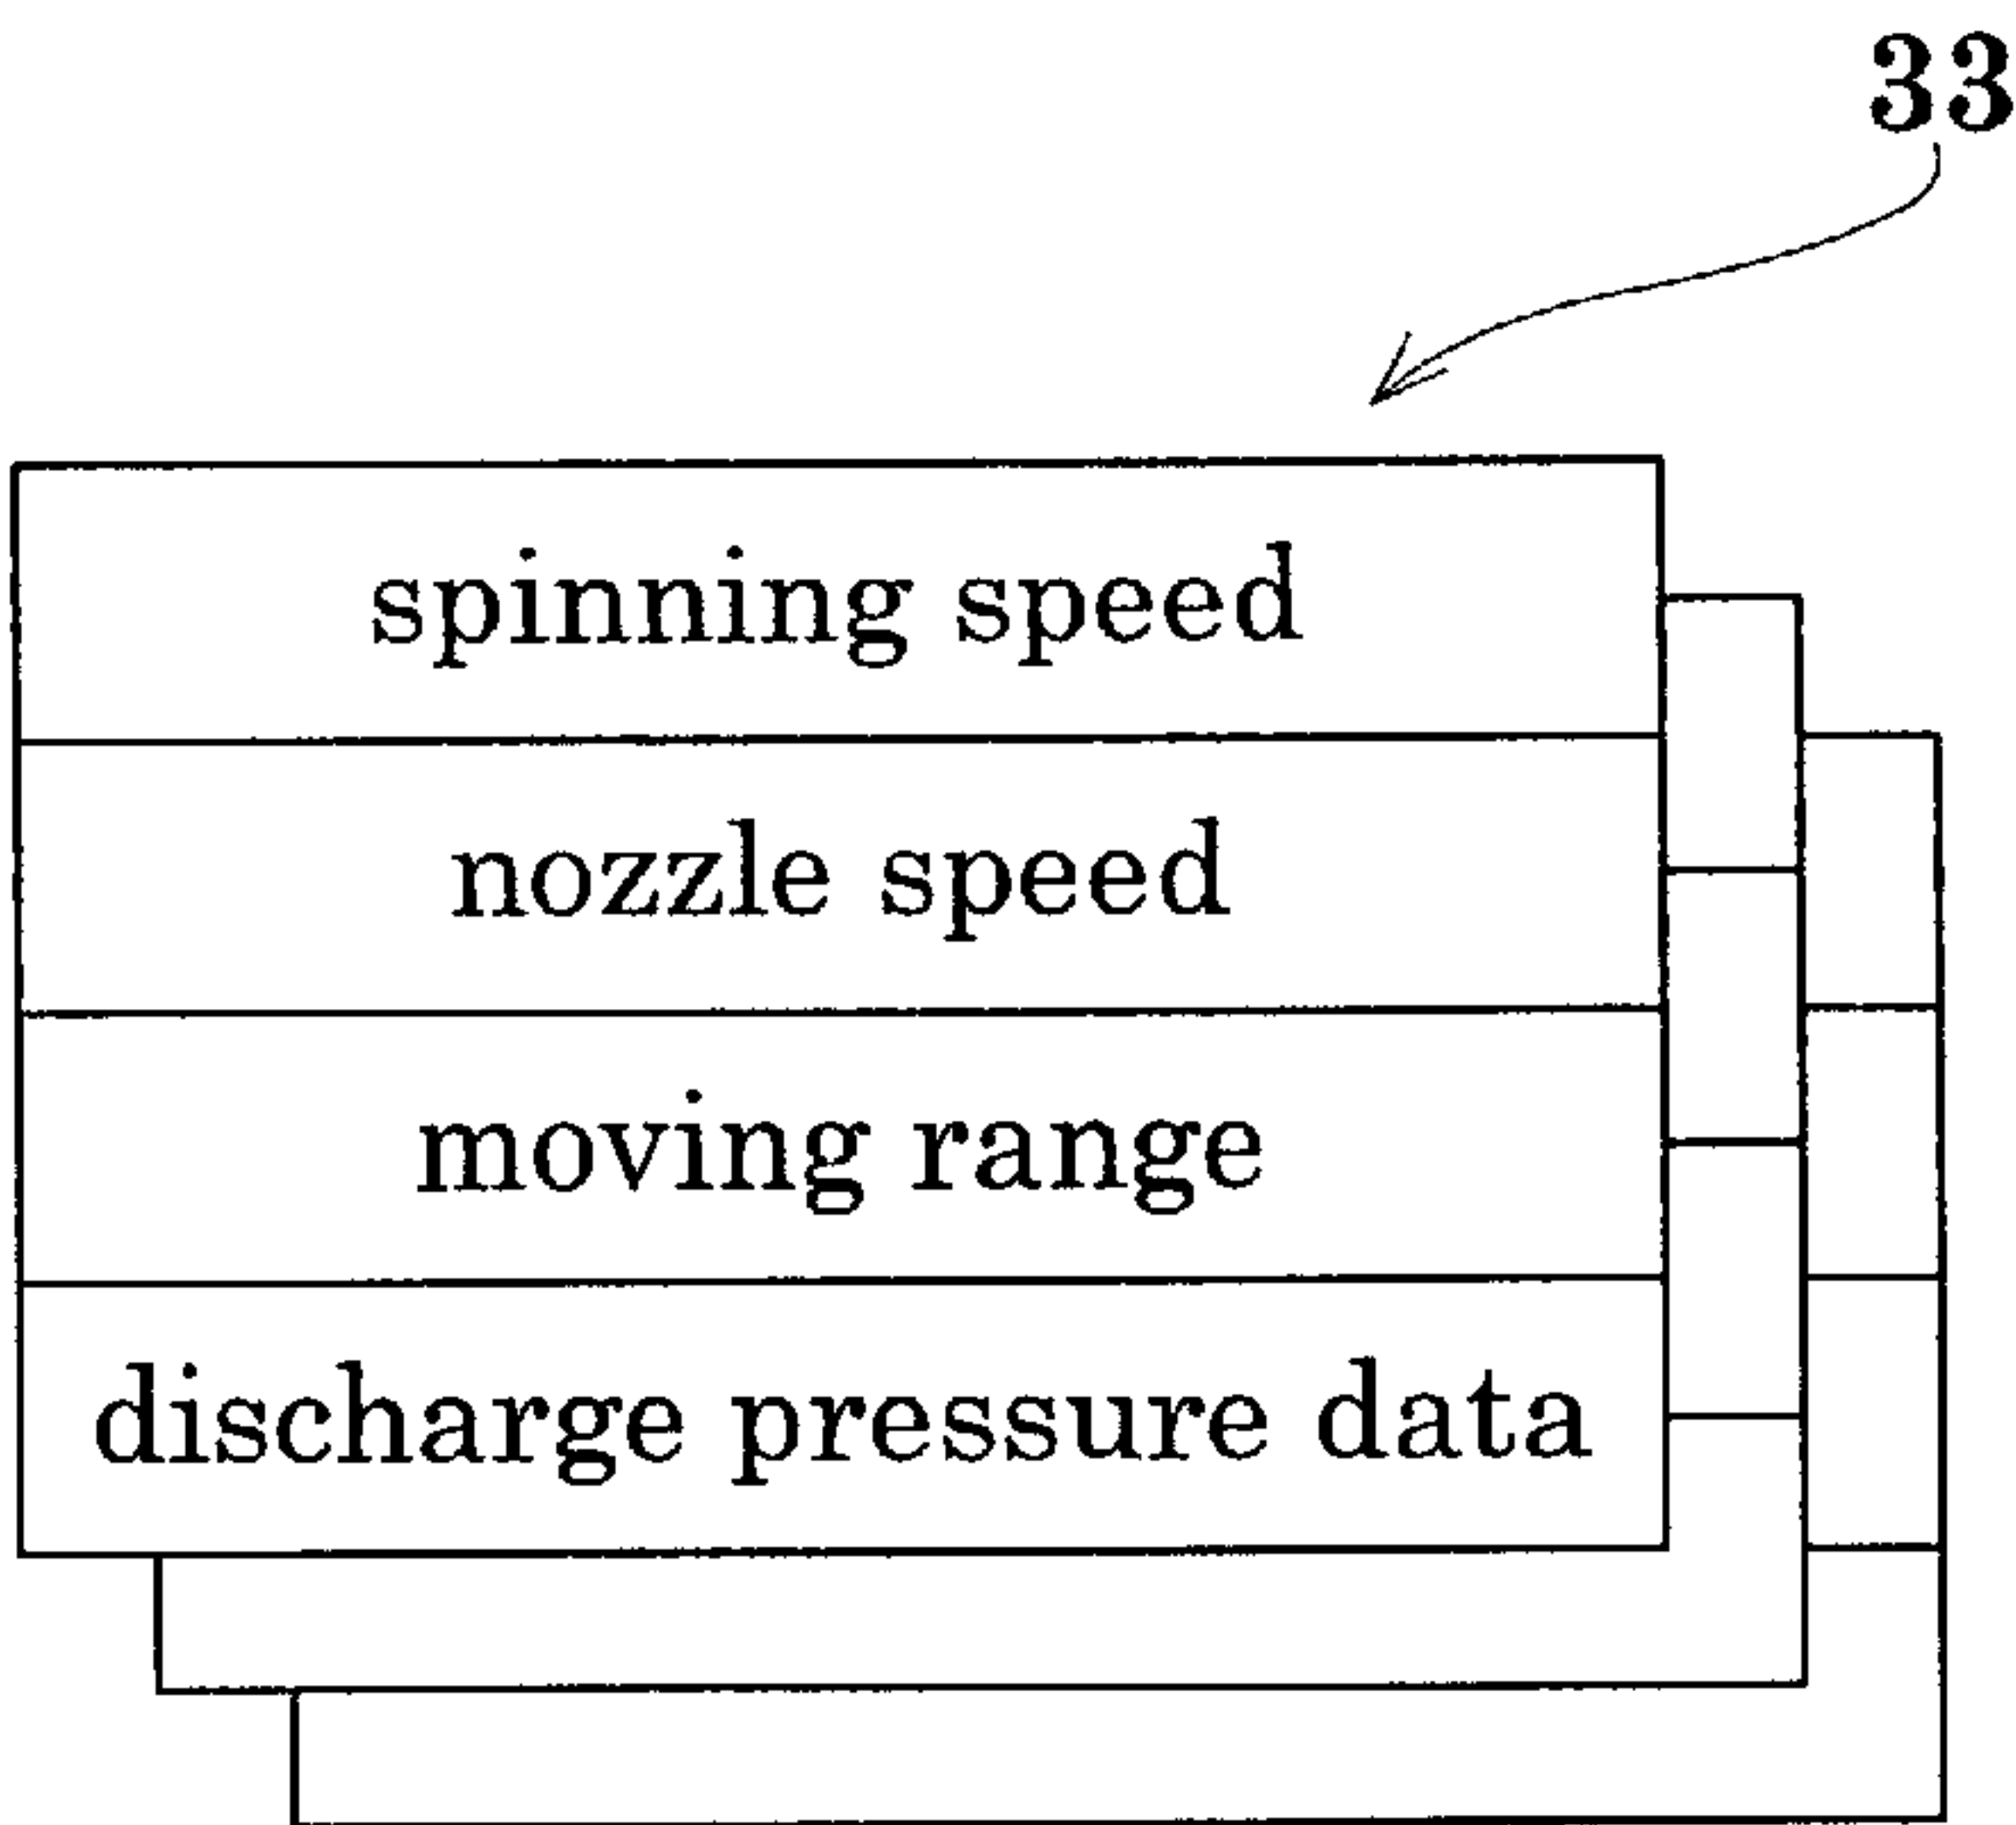 33
spinning speed
nozzle speed
moving range
discharge pressure data